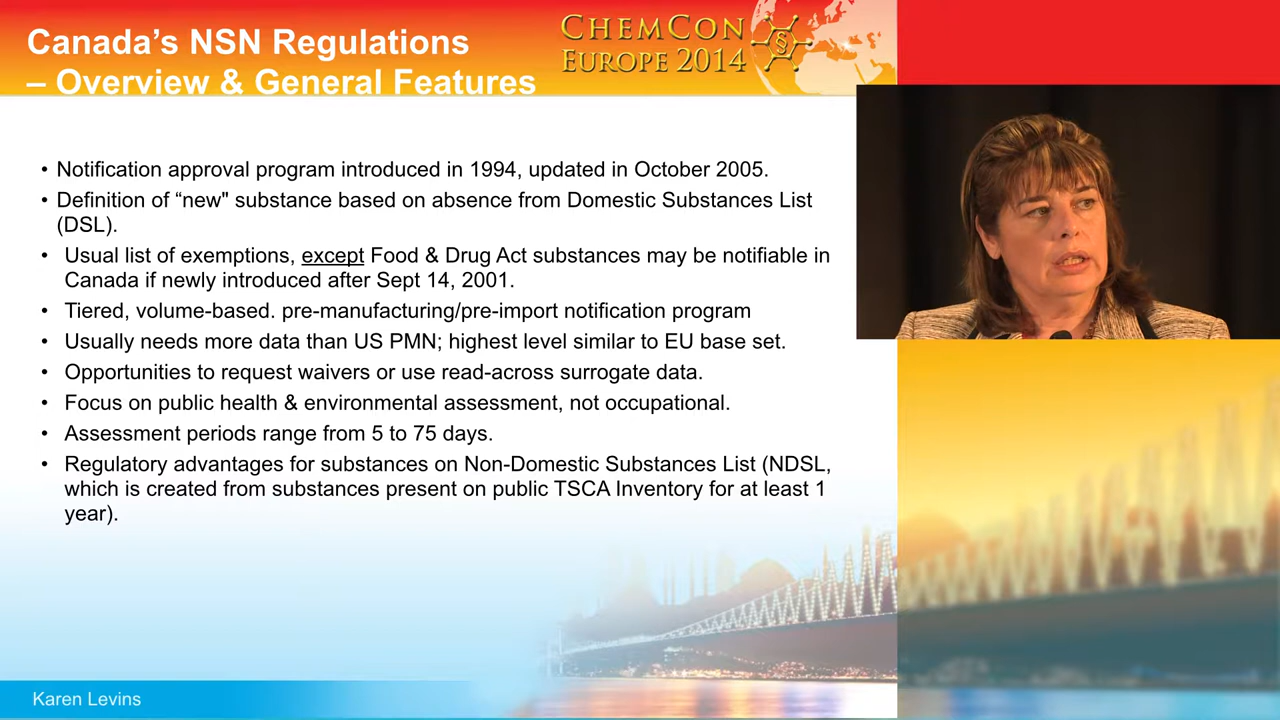 Canada's NSN Regulations
– Overview & General Features
CHEMCON
EUROPE 2014
§
• Notification approval program introduced in 1994, updated in October 2005.
• Definition of “new" substance based on absence from Domestic Substances List
(DSL).
• Usual list of exemptions, except Food & Drug Act substances may be notifiable in
Canada if newly introduced after Sept 14, 2001.
• Tiered, volume-based. pre-manufacturing/pre-import notification program
• Usually needs more data than US PMN; highest level similar to EU base set.
• Opportunities to request waivers or use read-across surrogate data.
• Focus on public health & environmental assessment, not occupational.
• Assessment periods range from 5 to 75 days.
• Regulatory advantages for substances on Non-Domestic Substances List (NDSL,
which is created from substances present on public TSCA Inventory for at least 1
year).
Karen Levins